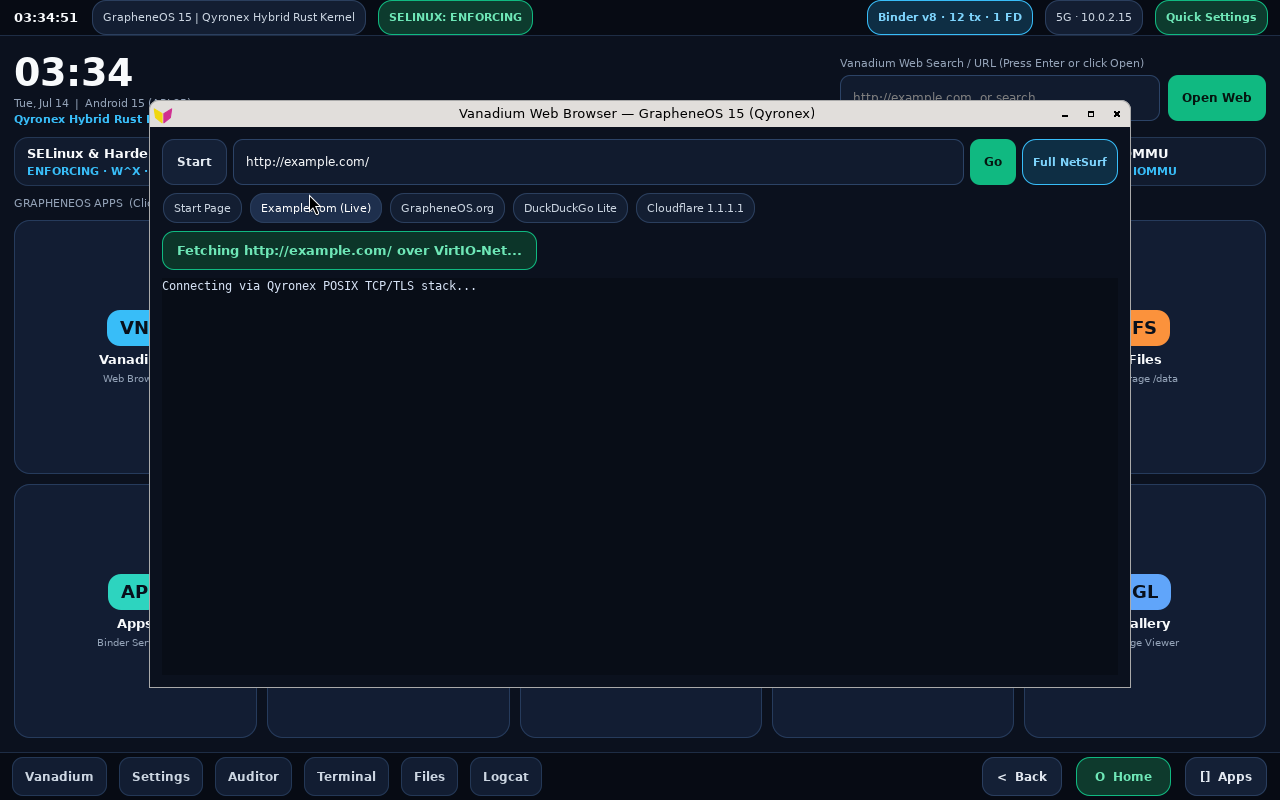 03:34:51
GrapheneOS 15 | Qyronex Hybrid Rust Kernel
SELINUX: ENFORCING
Binder v8 · 12 tx · 1 FD
5G · 10.0.2.15
Quick Settings
03:34
Tue, Jul 14 | Android 15
Qyronex Hybrid Rust
Vanadium Web Search / URL (Press Enter or click Open)
http://example.com or search
Open Web
Vanadium Web Browser — GrapheneOS 15 (Qyronex)
SELinux & Harde
ENFORCING · W^X ·
IOMMU
GRAPHENEOS APPS (Clic
Start
http://example.com/
Go
Full NetSurf
Start Page
Example.com (Live)
GrapheneOS.org
DuckDuckGo Lite
Cloudflare 1.1.1.1
Fetching http://example.com/ over VirtIO-Net...
Connecting via Qyronex POSIX TCP/TLS stack...
VN
Vanadi
Web Brow
FS
Files
rage /data
AP
Apps
Binder Ser
GL
allery
ge Viewer
Vanadium
Settings
Auditor
Terminal
Files
Logcat
< Back
O Home
[] Apps